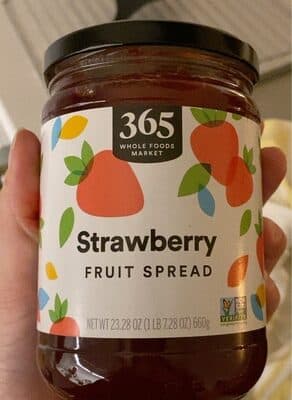 365
WHOLE FOODS
MARKET
Strawberry
FRUIT SPREAD
NET WT 23.28 OZ (1 LB 7.28 OZ) 660g